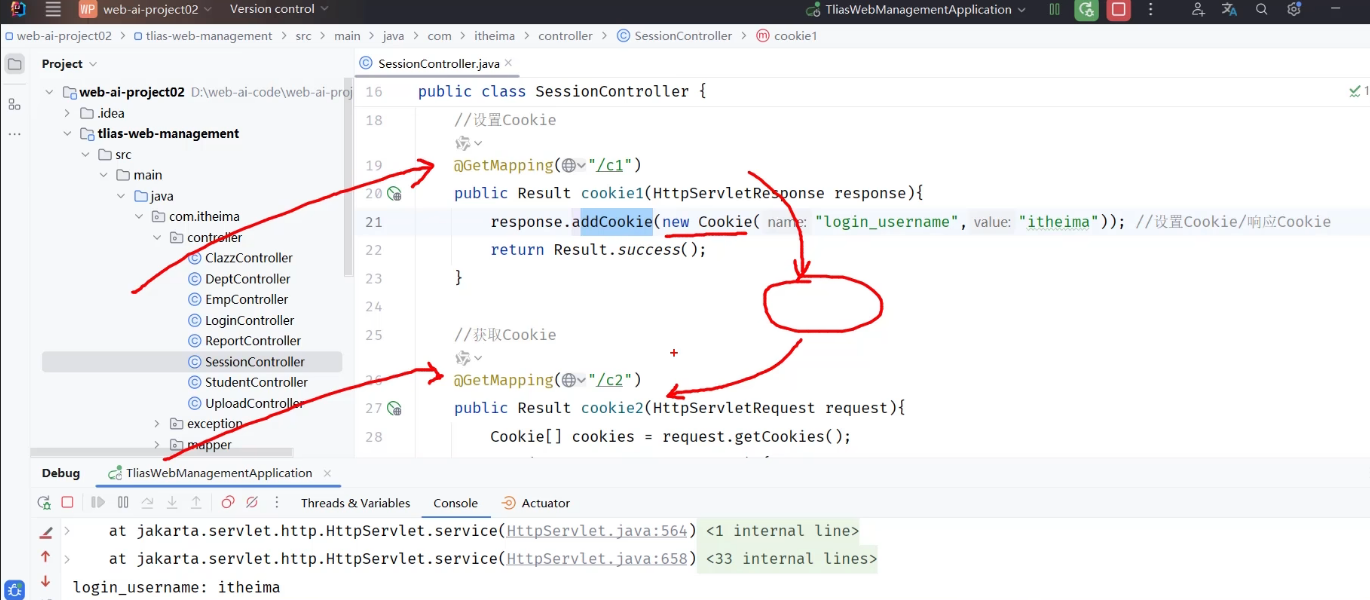 WP web-ai-project02 Version control TliasWebManagementApplication
web-ai-project02 > tlias-web-management > src > main > java > com > itheima > controller > SessionController > cookie1
Project
SessionController.java
web-ai-project02 D:\web-ai-code\web-ai-proj
.idea
tlias-web-management
src
main
java
com.itheima
controller
ClazzController
DeptController
EmpController
LoginController
ReportController
SessionController
StudentController
UploadController
exception
mapper
16 public class SessionController {
18 //设置Cookie
19 @GetMapping("/c1")
20 public Result cookie1(HttpServletResponse response){
21 response.addCookie(new Cookie( name: "login_username", value: "itheima")); //设置Cookie/响应Cookie
22 return Result.success();
23 }
24
25 //获取Cookie
26 @GetMapping("/c2")
27 public Result cookie2(HttpServletRequest request){
28 Cookie[] cookies = request.getCookies();
1
Debug TliasWebManagementApplication
Threads & Variables Console Actuator
at jakarta.servlet.http.HttpServlet.service(HttpServlet.java:564) <1 internal line>
at jakarta.servlet.http.HttpServlet.service(HttpServlet.java:658) <33 internal lines>
login_username: itheima